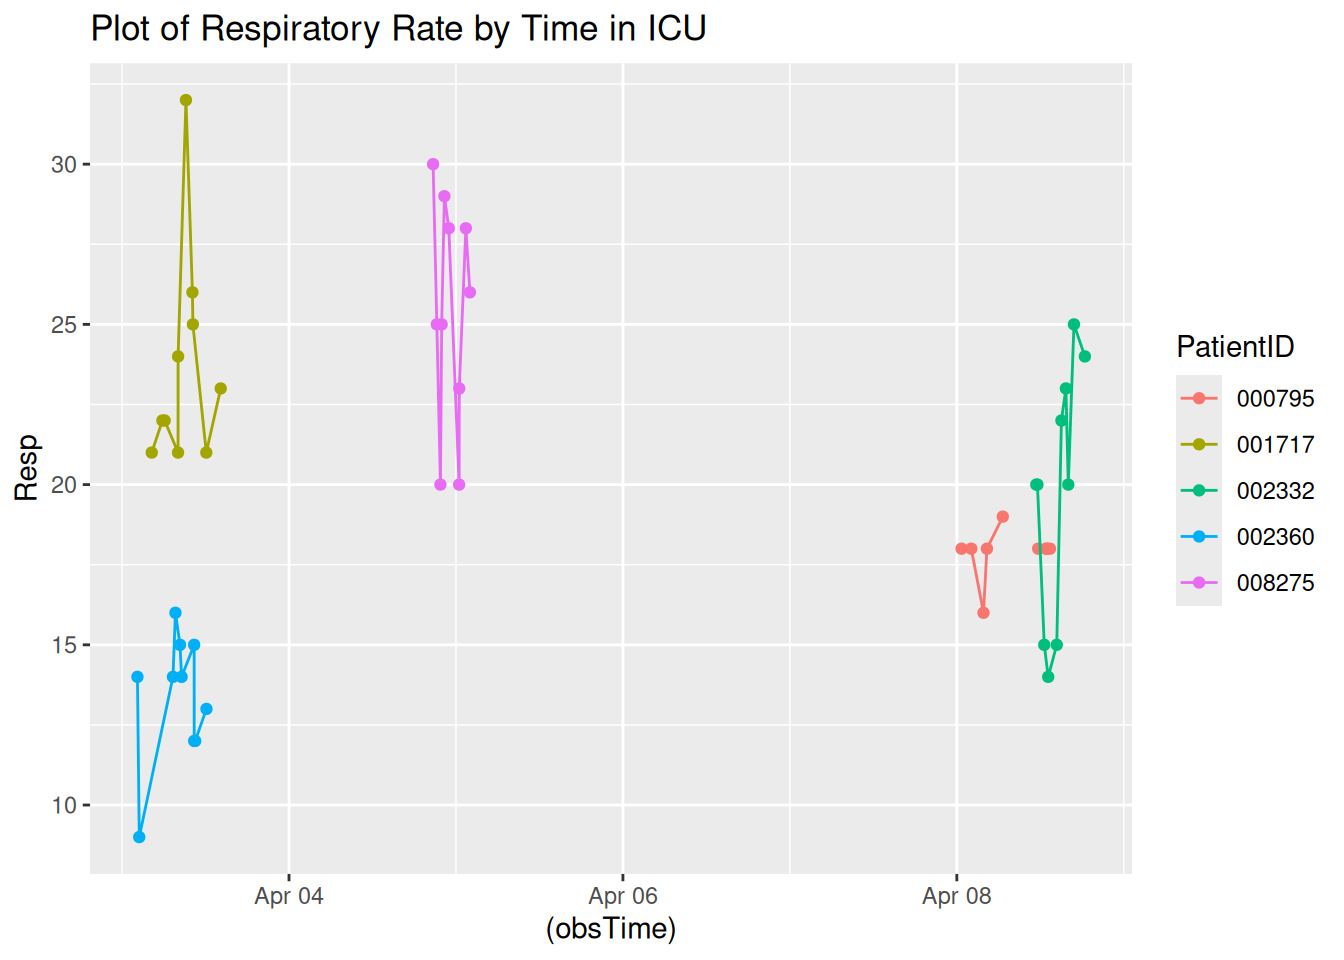 Plot of Respiratory Rate by Time in ICU
Resp
30
25
20
15
10
Apr 04
Apr 06
Apr 08
(obsTime)
PatientID
000795
001717
002332
002360
008275